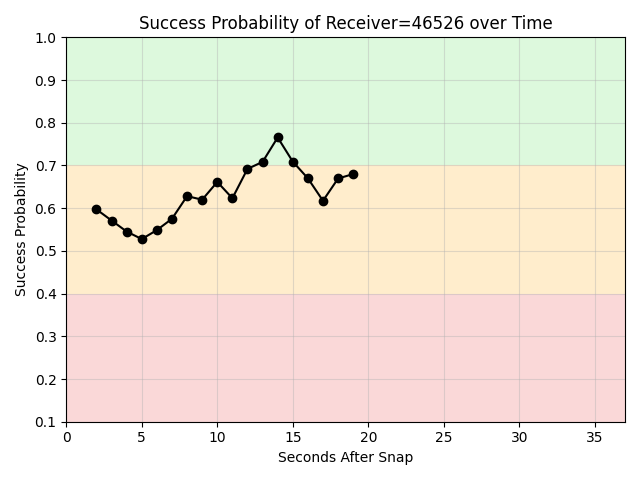 Success Probability of Receiver=46526 over Time
1.0
0.9
0.8
0.7
0.6
0.5
0.4
0.3
0.2
0.1
Success Probability
0 5 10 15 20 25 30 35
Seconds After Snap